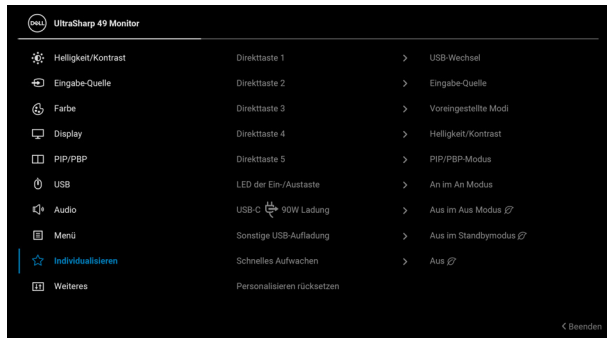 DELL UltraSharp 49 Monitor
Helligkeit/Kontrast Direkttaste 1 > USB-Wechsel
Eingabe-Quelle Direkttaste 2 > Eingabe-Quelle
Farbe Direkttaste 3 > Voreingestellte Modi
Display Direkttaste 4 > Helligkeit/Kontrast
PIP/PBP Direkttaste 5 > PIP/PBP-Modus
USB LED der Ein-/Austaste > An im An Modus
Audio USB-C 90W Ladung > Aus im Aus Modus
Menü Sonstige USB-Aufladung > Aus im Standbymodus
Individualisieren Schnelles Aufwachen > Aus
Weiteres Personalisieren rücksetzen
< Beenden